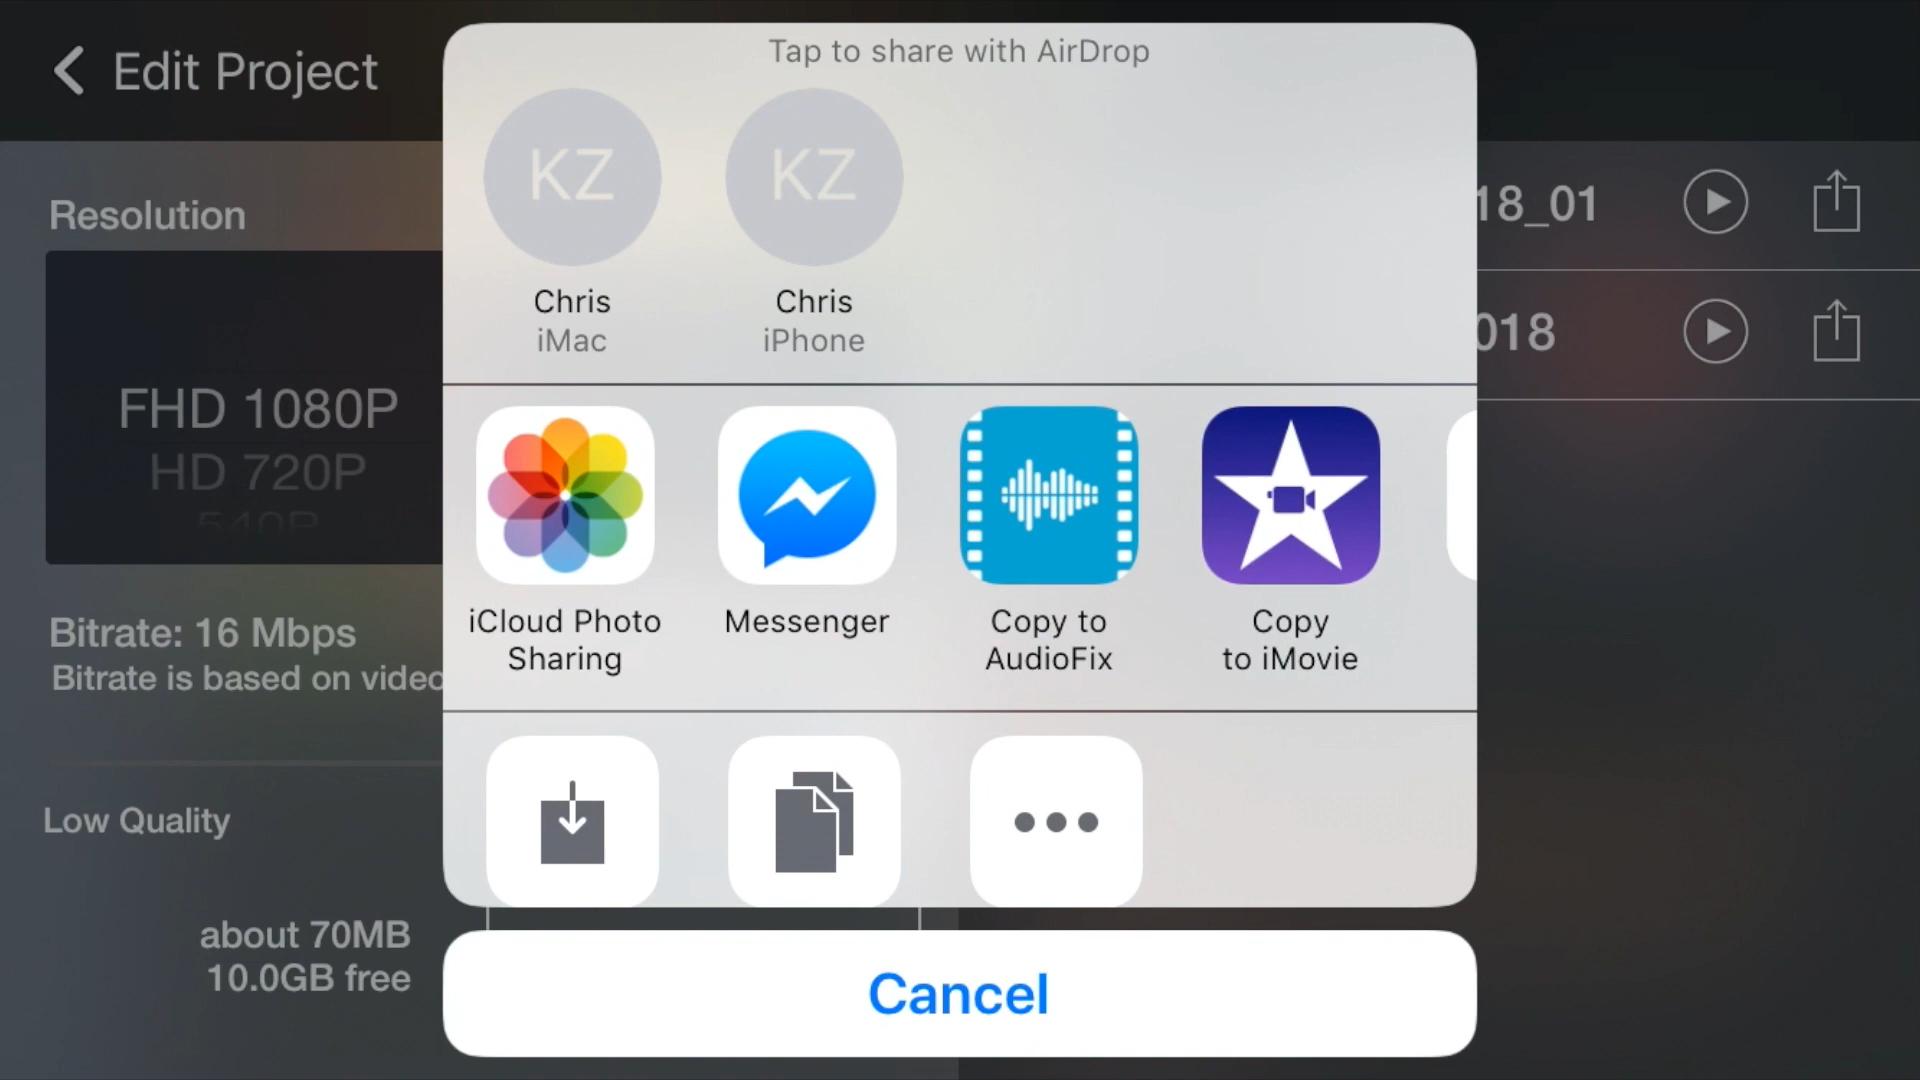 Edit Project
Tap to share with AirDrop
KZ
KZ
Chris
iMac
Chris
iPhone
18_01
018
Resolution
FHD 1080P
HD 720P
540P
Bitrate: 16 Mbps
Bitrate is based on video
iCloud Photo
Sharing
Messenger
Copy to
AudioFix
Copy
to iMovie
Low Quality
about 70MB
10.0GB free
Cancel